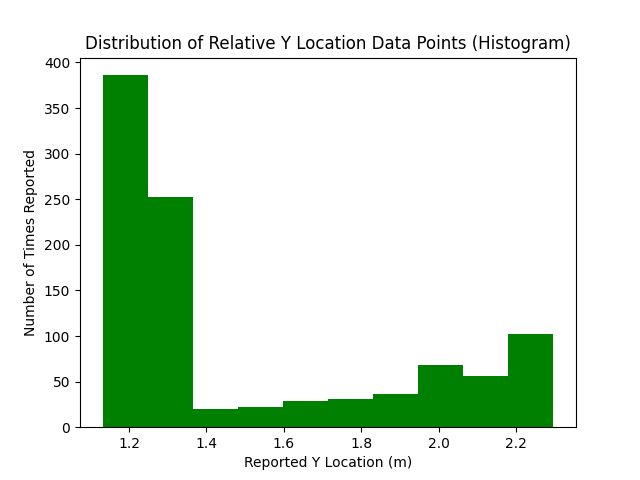 Distribution of Relative Y Location Data Points (Histogram)
400
350
300
250
200
150
100
50
0
Number of Times Reported
1.2 1.4 1.6 1.8 2.0 2.2
Reported Y Location (m)